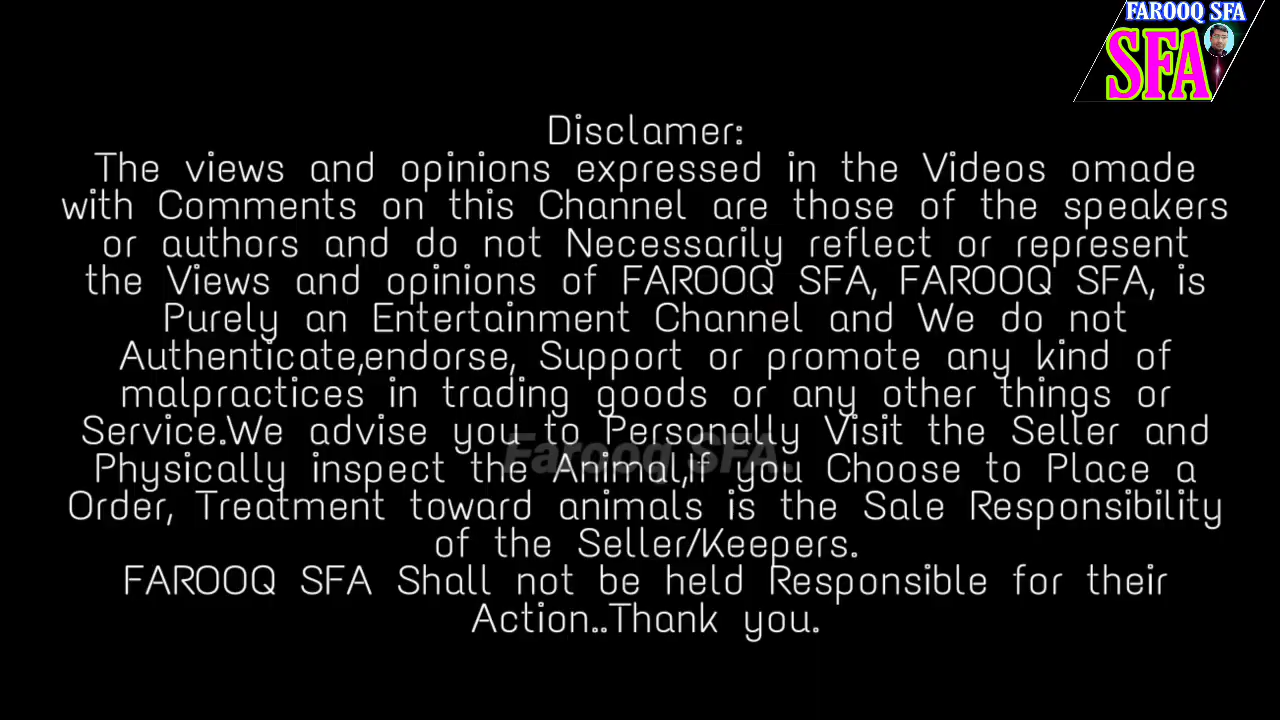 FAROOQ SFA
SFA
Disclamer:
The views and opinions expressed in the Videos omade
with Comments on this Channel are those of the speakers
or authors and do not Necessarily reflect or represent
the Views and opinions of FAROOQ SFA, FAROOQ SFA, is
Purely an Entertainment Channel and We do not
Authenticate,endorse, Support or promote any kind of
malpractices in trading goods or any other things or
Service.We advise you to Personally Visit the Seller and
Physically inspect the Animal,if you Choose to Place a
Order, Treatment toward animals is the Sale Responsibility
of the Seller/Keepers.
FAROOQ SFA Shall not be held Responsible for their
Action..Thank you.
Farooq SFA.